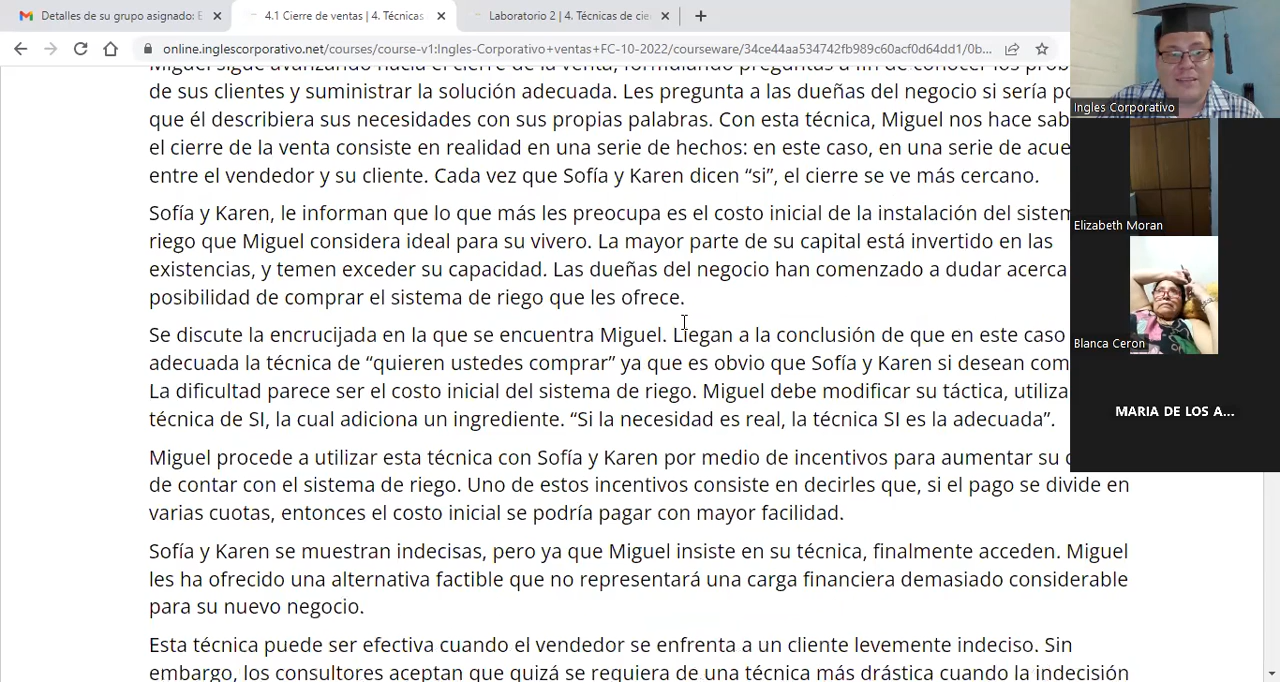 Detalles de su grupo asignado: E
4.1 Cierre de ventas | 4. Técnicas
Laboratorio 2 | 4. Técnicas de cie
online.inglescorporativo.net/courses/course-v1:Ingles-Corporativo+ventas+FC-10-2022/courseware/34ce44aa534742fb989c60acf0d64dd1/0b...
Miguel sigue avanzando hacia el cierre de la venta, formulando preguntas a fin de conocer los prob
de sus clientes y suministrar la solución adecuada. Les pregunta a las dueñas del negocio si sería po
que él describiera sus necesidades con sus propias palabras. Con esta técnica, Miguel nos hace sab
el cierre de la venta consiste en realidad en una serie de hechos: en este caso, en una serie de acue
entre el vendedor y su cliente. Cada vez que Sofía y Karen dicen “si”, el cierre se ve más cercano.
Sofía y Karen, le informan que lo que más les preocupa es el costo inicial de la instalación del sistem
riego que Miguel considera ideal para su vivero. La mayor parte de su capital está invertido en las
existencias, y temen exceder su capacidad. Las dueñas del negocio han comenzado a dudar acerca
posibilidad de comprar el sistema de riego que les ofrece.
Se discute la encrucijada en la que se encuentra Miguel. Llegan a la conclusión de que en este caso
adecuada la técnica de “quieren ustedes comprar” ya que es obvio que Sofía y Karen si desean com
La dificultad parece ser el costo inicial del sistema de riego. Miguel debe modificar su táctica, utiliza
técnica de SI, la cual adiciona un ingrediente. “Si la necesidad es real, la técnica SI es la adecuada”.
Miguel procede a utilizar esta técnica con Sofía y Karen por medio de incentivos para aumentar su d
de contar con el sistema de riego. Uno de estos incentivos consiste en decirles que, si el pago se divide en
varias cuotas, entonces el costo inicial se podría pagar con mayor facilidad.
Sofía y Karen se muestran indecisas, pero ya que Miguel insiste en su técnica, finalmente acceden. Miguel
les ha ofrecido una alternativa factible que no representará una carga financiera demasiado considerable
para su nuevo negocio.
Esta técnica puede ser efectiva cuando el vendedor se enfrenta a un cliente levemente indeciso. Sin
embargo, los consultores aceptan que quizá se requiera de una técnica más drástica cuando la indecisión
Ingles Corporativo
Elizabeth Moran
Blanca Ceron
MARIA DE LOS A...